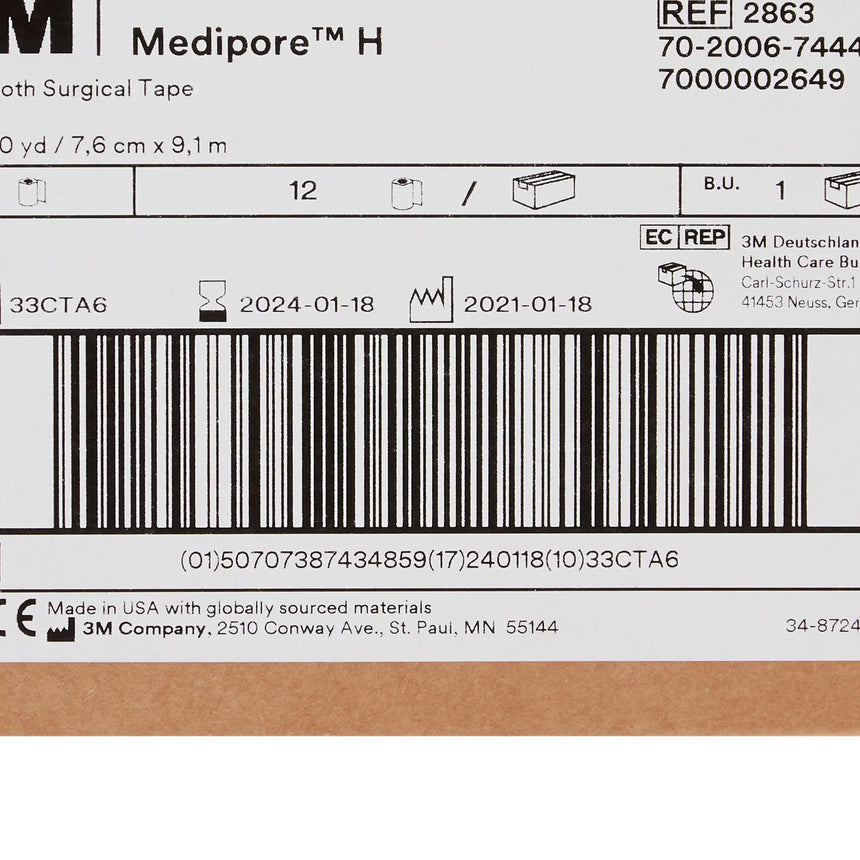 M
Medipore™ H
oth Surgical Tape
0 yd / 7,6 cm x 9,1 m
REF 2863
70-2006-7444
7000002649
12 /
B.U. 1
EC REP
3M Deutschlan
Health Care Bu
Carl-Schurz-Str.1
41453 Neuss, Ger
33CTA6
2024-01-18
2021-01-18
(01)50707387434859(17)240118(10)33CTA6
CE
Made in USA with globally sourced materials
3M Company, 2510 Conway Ave., St. Paul, MN 55144
34-8724